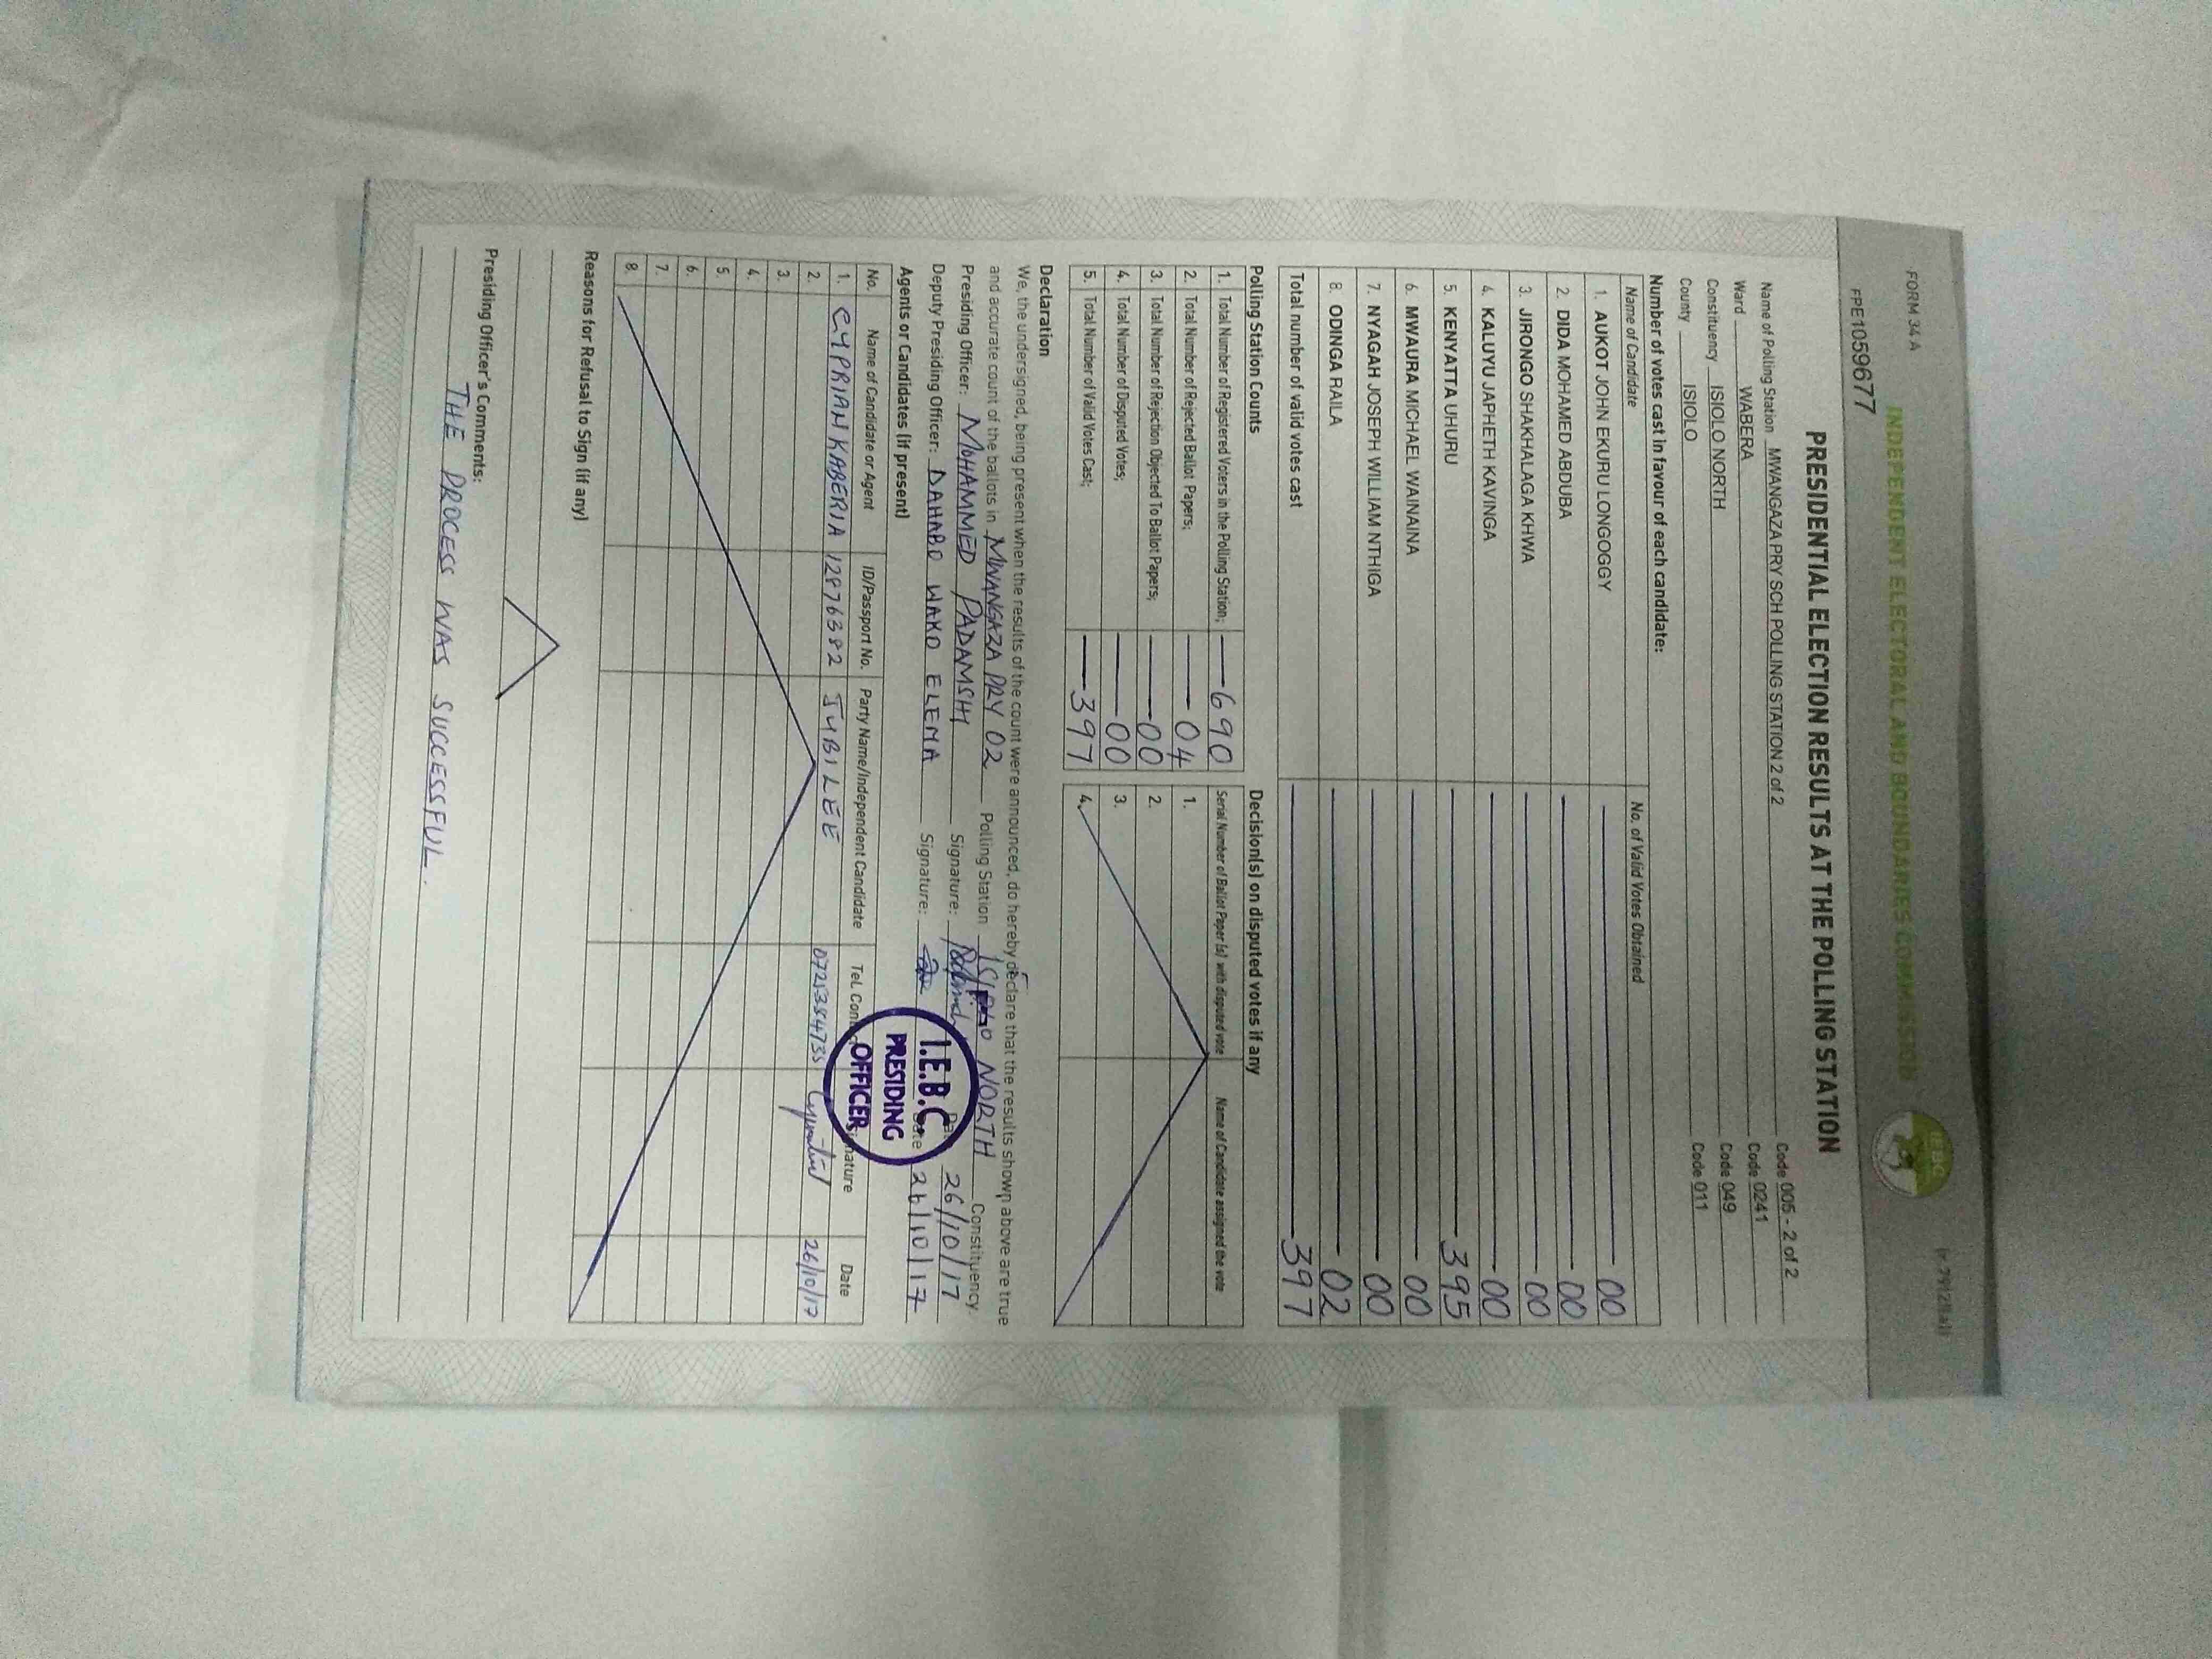 FORM 34 A
INDEPENDENT ELECTORAL AND BOUNDARIES COMMISSION
FPE1059677
IEBC
PRESIDENTIAL ELECTION RESULTS AT THE POLLING STATION
Name of Polling Station MWANGAZA PRY SCH POLLING STATION 2 of 2 Code 005 - 2 of 2
Ward WABERA Code 0241
Constituency ISIOLO NORTH Code 049
County ISIOLO Code 011
Number of votes cast in favour of each candidate:
Name of Candidate No. of Valid Votes Obtained
1. AUKOT JOHN EKURU LONGOGGY 00
2. DIDA MOHAMED ABDUBA 00
3. JIRONGO SHAKHALAGA KHWA 00
4. KALUYU JAPHETH KAVINGA 00
5. KENYATTA UHURU 395
6. MWAURA MICHAEL WAINAINA 00
7. NYAGAH JOSEPH WILLIAM NTHIGA 00
8. ODINGA RAILA 02
Total number of valid votes cast 397
Polling Station Counts
1. Total Number of Registered Voters in the Polling Station; 690
2. Total Number of Rejected Ballot Papers; 04
3. Total Number of Rejection Objected To Ballot Papers; 00
4. Total Number of Disputed Votes; 00
5. Total Number of Valid Votes Cast; 397
Decision(s) on disputed votes if any
Serial Number of Ballot Paper (s) with disputed vote Name of Candidate assigned the vote
1.
2.
3.
4.
Declaration
We, the undersigned, being present when the results of the count were announced, do hereby declare that the results shown above are true
and accurate count of the ballots in MWANGAZA PRY 02 Polling Station ISIOLO NORTH Constituency.
Presiding Officer: MOHAMMED PADAMSHI Signature: 26/10/17
Deputy Presiding Officer: DAHABO WAKO ELEMA Signature: Date 26/10/17
I.E.B.C.
PRESIDING
OFFICER
Agents or Candidates (if present)
No. Name of Candidate or Agent ID/Passport No. Party Name/Independent Candidate Tel. Date
1. CYPRIAN KABERIA 12876382 JUBILEE 0721354735 26/10/17
2.
3.
4.
5.
6.
7.
8.
Reasons for Refusal to Sign (if any)
Presiding Officer's Comments:
THE PROCESS WAS SUCCESSFUL.